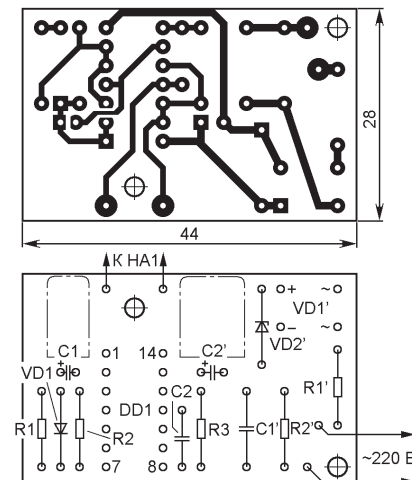 28
44
К НА1
+ ~
VD1'
− ~
VD2'
C1
+
1 14
C2'
+
VD1
R1'
C2
DD1
R1
R2
R3
C1'
R2'
7 8
~220 В